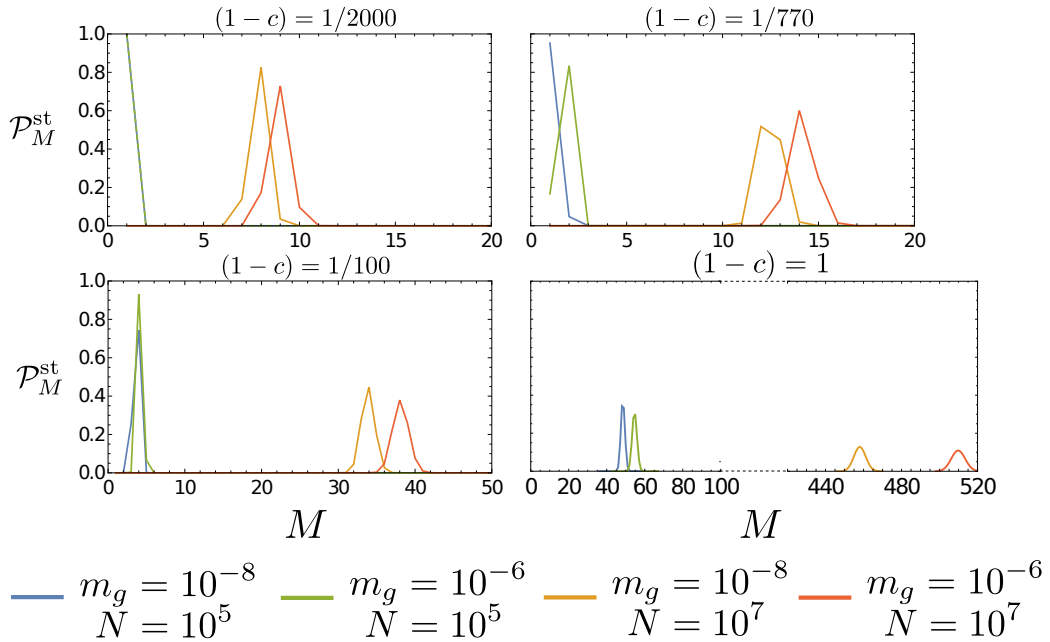 (1 − c) = 1/2000
(1 − c) = 1/770
1.0
0.8
0.6
0.4
0.2
0.0
𝒫_M^st
0 5 10 15 20
0 5 10 15 20
(1 − c) = 1/100
(1 − c) = 1
1.0
0.8
0.6
0.4
0.2
0.0
𝒫_M^st
0 10 20 30 40 50
0 20 40 60 80 100 440 480 520
M
M
m_g = 10^{-8} m_g = 10^{-6} m_g = 10^{-8} m_g = 10^{-6}
N = 10^5 N = 10^5 N = 10^7 N = 10^7